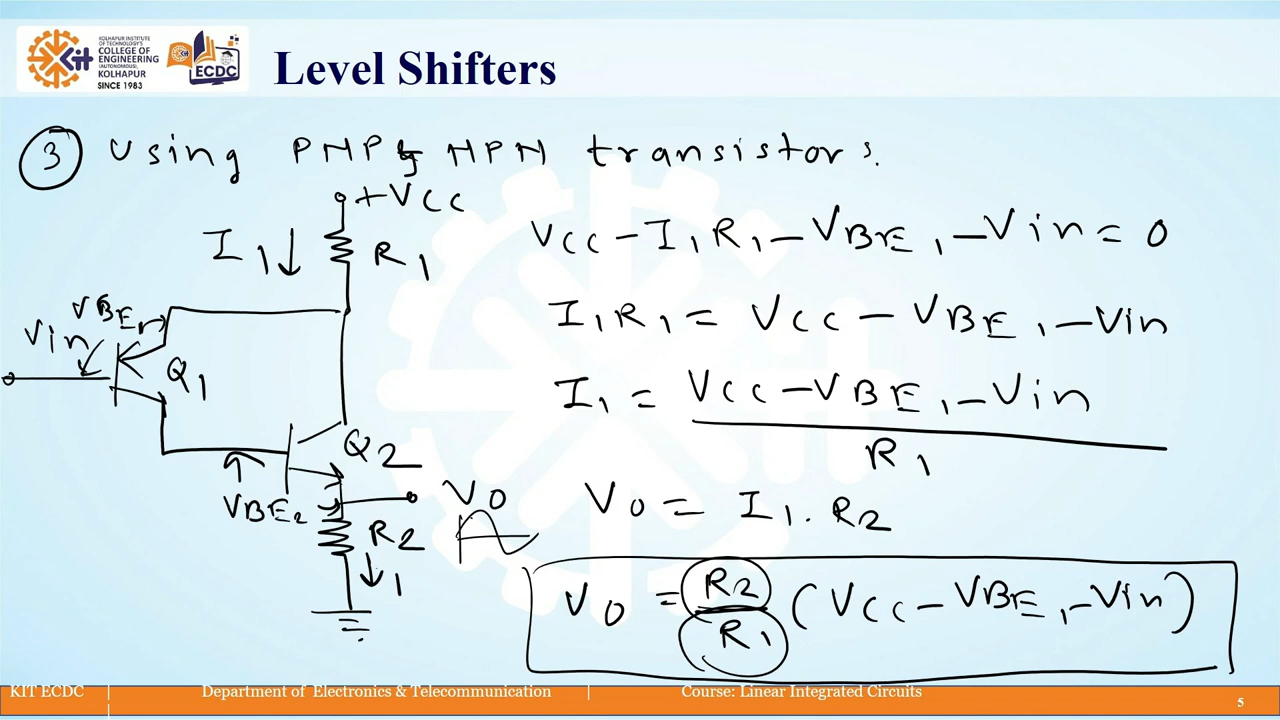 KOLHAPUR INSTITUTE
OF TECHNOLOGY'S
COLLEGE OF
ENGINEERING
(AUTONOMOUS),
KOLHAPUR
SINCE 1983
Kit
ECDC
Level Shifters
3 Using PNP & NPN transistors.
+VCC
I1 R1
VBE1
Vin
Q1
Q2
VBE2
VO
R2
1
VCC - I1R1 - VBE1 - Vin = 0
I1R1 = VCC - VBE1 - Vin
I1 = VCC - VBE1 - Vin
R1
VO = I1 . R2
VO = R2 (VCC - VBE1 - Vin)
R1
KIT ECDC | Department of Electronics & Telecommunication | Course: Linear Integrated Circuits
|
5